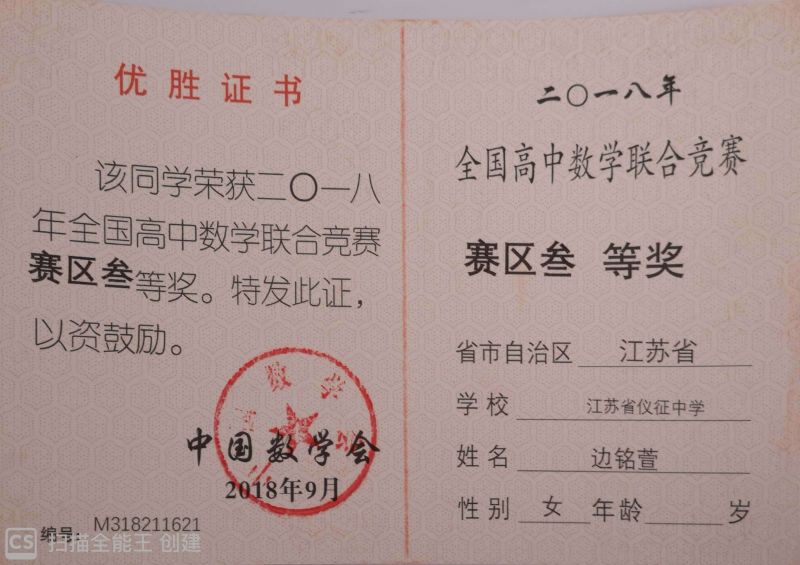 优胜证书
该同学荣获二〇一八
年全国高中数学联合竞赛
赛区叁等奖。特发此证，
以资鼓励。
中国数学会
2018年9月
编号：M318211621
CS 扫描全能王 创建
二〇一八年
全国高中数学联合竞赛
赛区叁 等奖
省市自治区 江苏省
学校 江苏省仪征中学
姓名 边铭萱
性别 女 年龄 岁